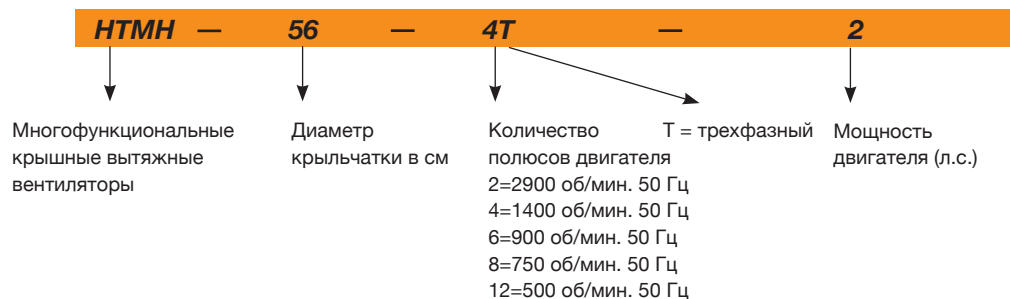 HTMH — 56 — 4T — 2
Многофункциональные
крышные вытяжные
вентиляторы
Диаметр
крыльчатки в см
Количество
полюсов двигателя
2=2900 об/мин. 50 Гц
4=1400 об/мин. 50 Гц
6=900 об/мин. 50 Гц
8=750 об/мин. 50 Гц
12=500 об/мин. 50 Гц
T = трехфазный
Мощность
двигателя (л.с.)